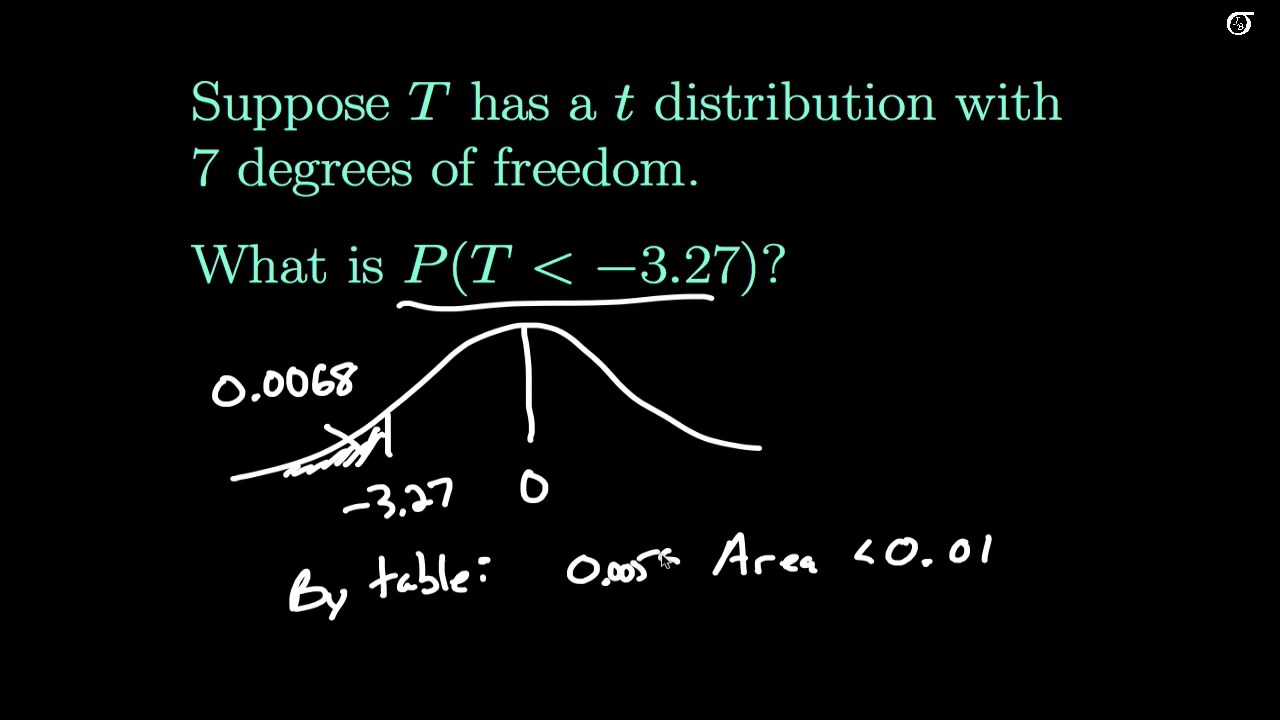 Suppose T has a t distribution with
7 degrees of freedom.
What is P(T < −3.27)?
0.0068
−3.27
0
By table: 0.005 < Area < 0.01